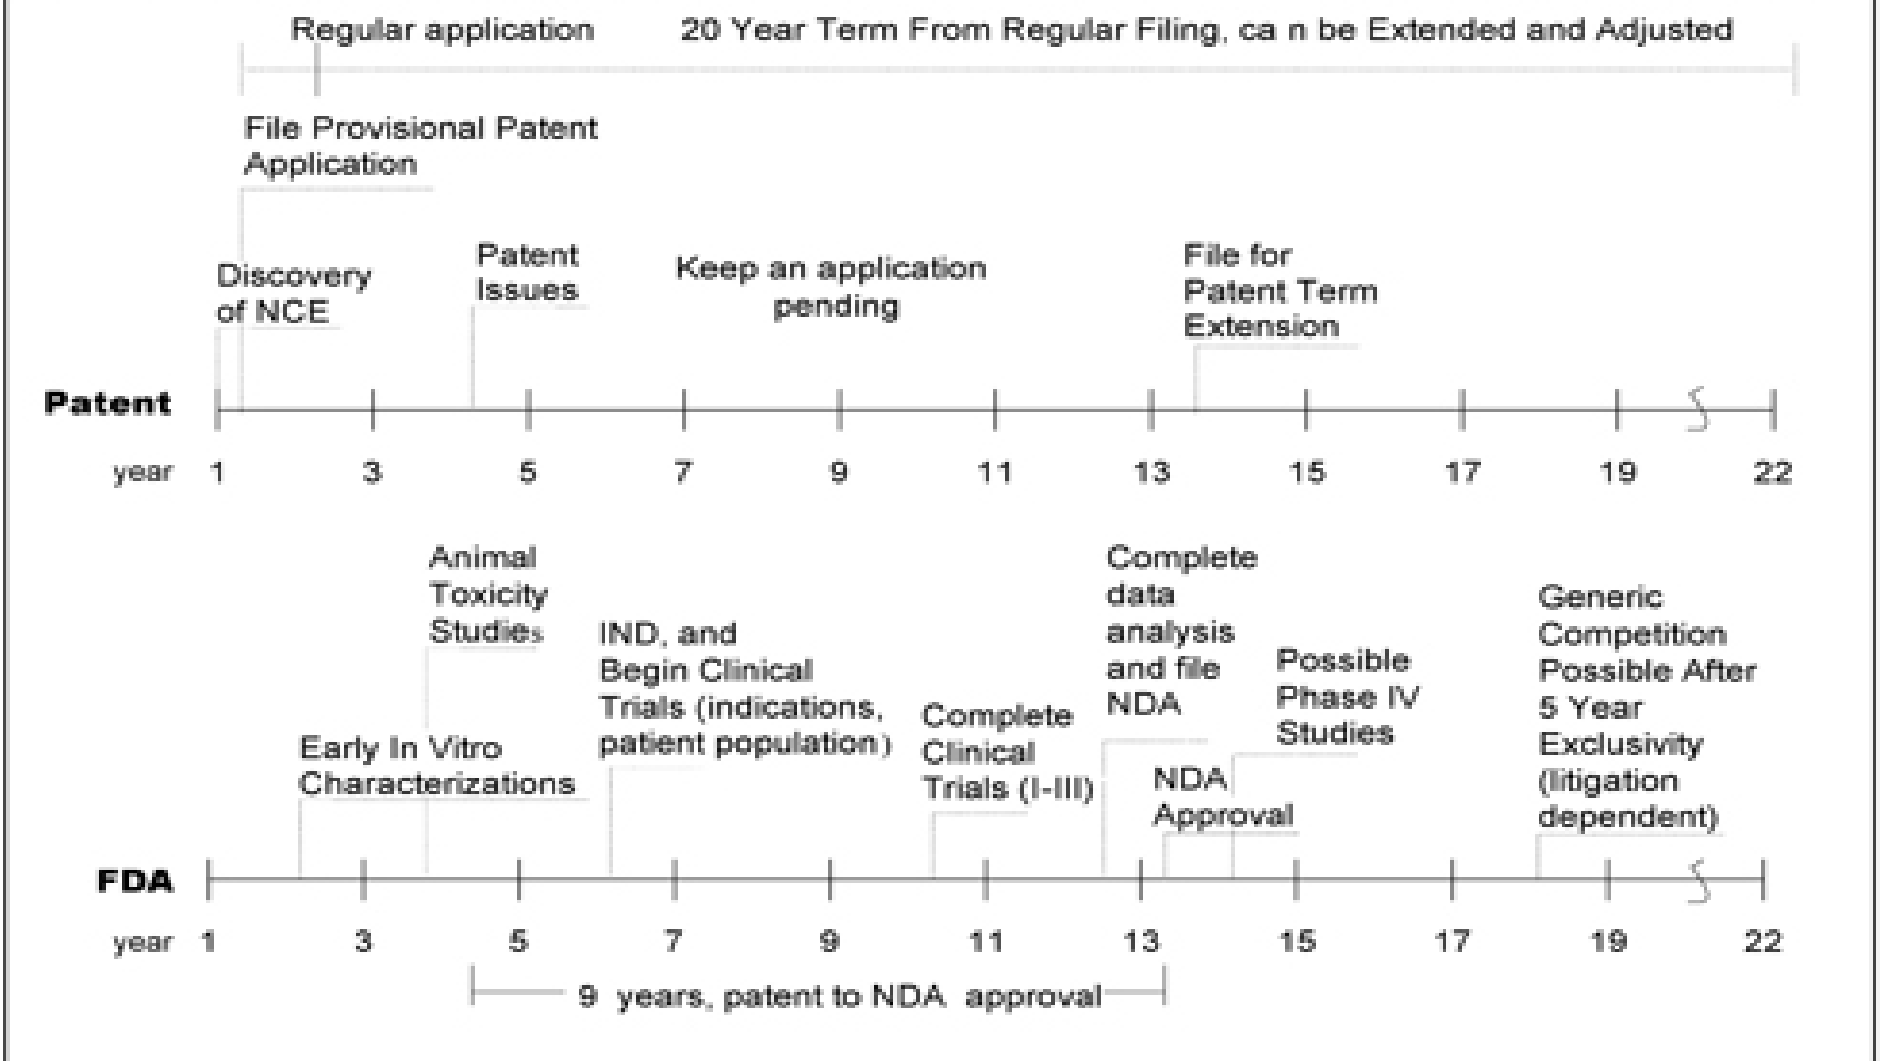 Regular application 20 Year Term From Regular Filing, ca n be Extended and Adjusted
File Provisional Patent
Application
Discovery
of NCE
Patent
Issues
Keep an application
pending
File for
Patent Term
Extension
Patent
year 1 3 5 7 9 11 13 15 17 19 22
Animal
Toxicity
Studies
Early In Vitro
Characterizations
IND, and
Begin Clinical
Trials (indications,
patient population)
Complete
Clinical
Trials (I-III)
Complete
data
analysis
and file
NDA
NDA
Approval
Possible
Phase IV
Studies
Generic
Competition
Possible After
5 Year
Exclusivity
(litigation
dependent)
FDA
year 1 3 5 7 9 11 13 15 17 19 22
9 years, patent to NDA approval